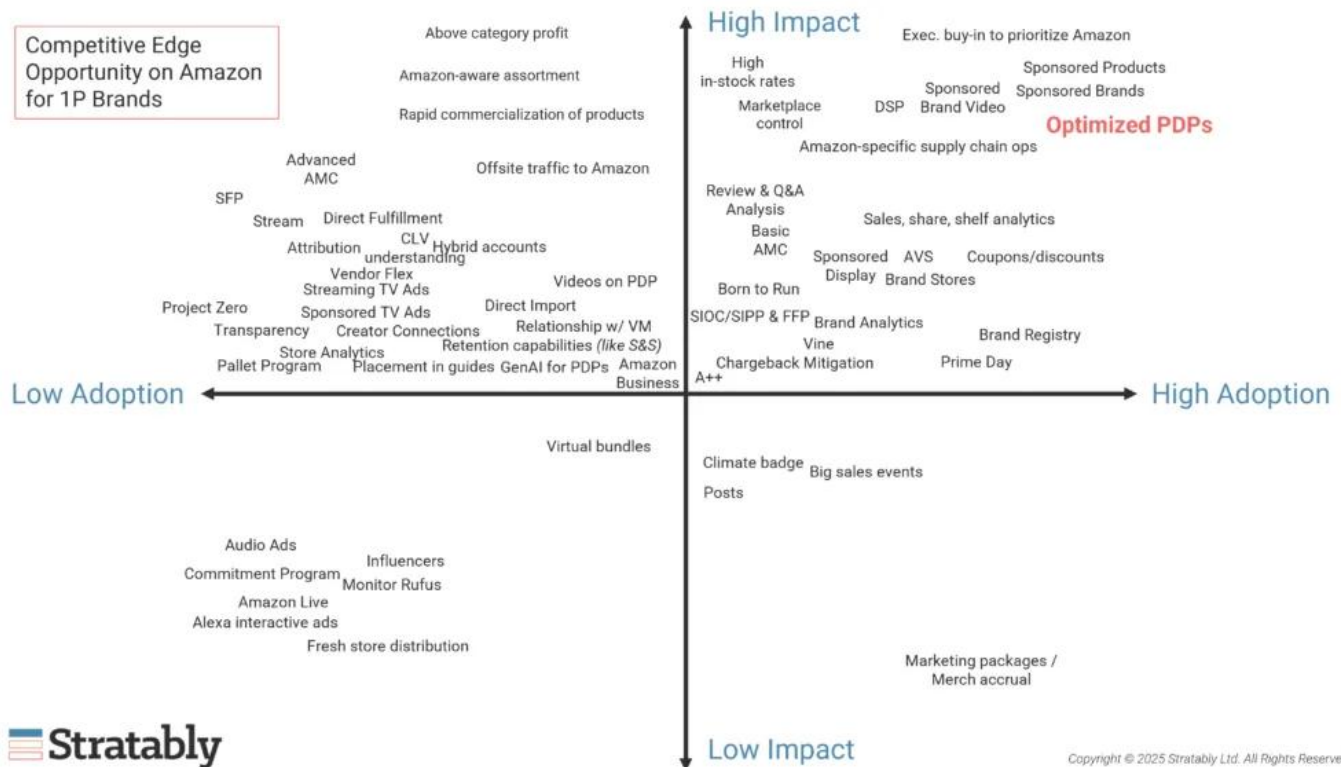 Competitive Edge
Opportunity on Amazon
for 1P Brands
High Impact
Above category profit
Exec. buy-in to prioritize Amazon
Amazon-aware assortment
High
in-stock rates
Sponsored Products
Sponsored
Brand Video
Sponsored Brands
Rapid commercialization of products
Marketplace
control
DSP
Optimized PDPs
Amazon-specific supply chain ops
Advanced
AMC
Offsite traffic to Amazon
SFP
Review & Q&A
Analysis
Stream
Direct Fulfillment
Sales, share, shelf analytics
Attribution
CLV
understanding
Hybrid accounts
Basic
AMC
Sponsored
Display
AVS
Coupons/discounts
Vendor Flex
Videos on PDP
Brand Stores
Streaming TV Ads
Born to Run
Project Zero
Sponsored TV Ads
Direct Import
SIOC/SIPP & FFP
Brand Analytics
Transparency
Creator Connections
Relationship w/ VM
Brand Registry
Store Analytics
Retention capabilities (like S&S)
Vine
Pallet Program
Placement in guides
GenAI for PDPs
Amazon
Business
Chargeback Mitigation
Prime Day
A++
Low Adoption
High Adoption
Virtual bundles
Climate badge
Big sales events
Posts
Audio Ads
Influencers
Commitment Program
Monitor Rufus
Amazon Live
Alexa interactive ads
Fresh store distribution
Marketing packages /
Merch accrual
Stratably
Low Impact
Copyright © 2025 Stratably Ltd. All Rights Reserve